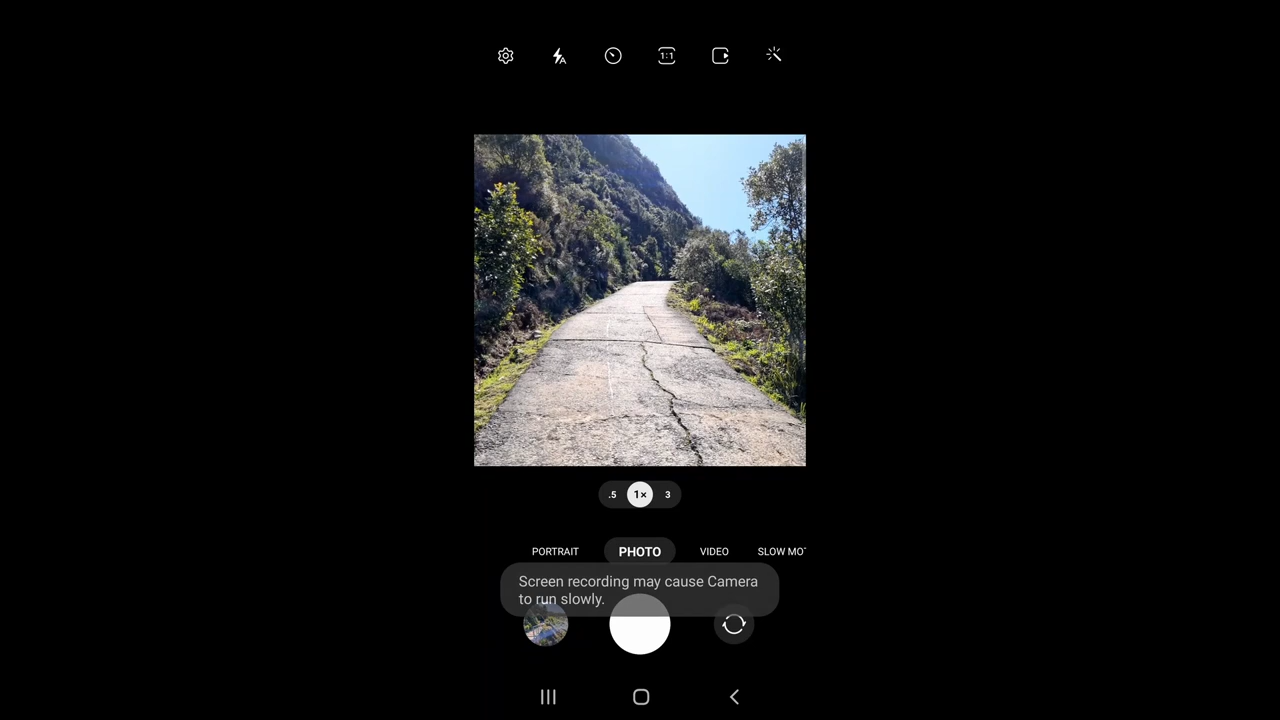 1:1
.5 1× 3
PORTRAIT PHOTO VIDEO SLOW MO
Screen recording may cause Camera
to run slowly.